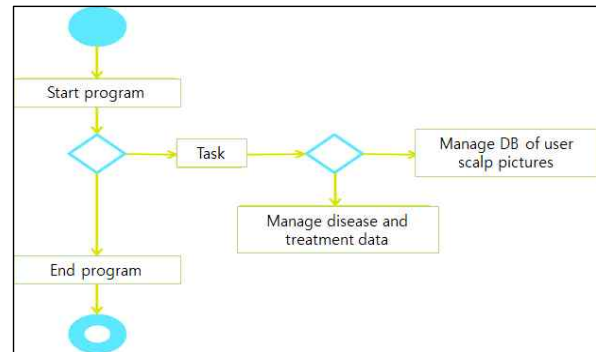 Start program
Task
Manage DB of user
scalp pictures
Manage disease and
treatment data
End program